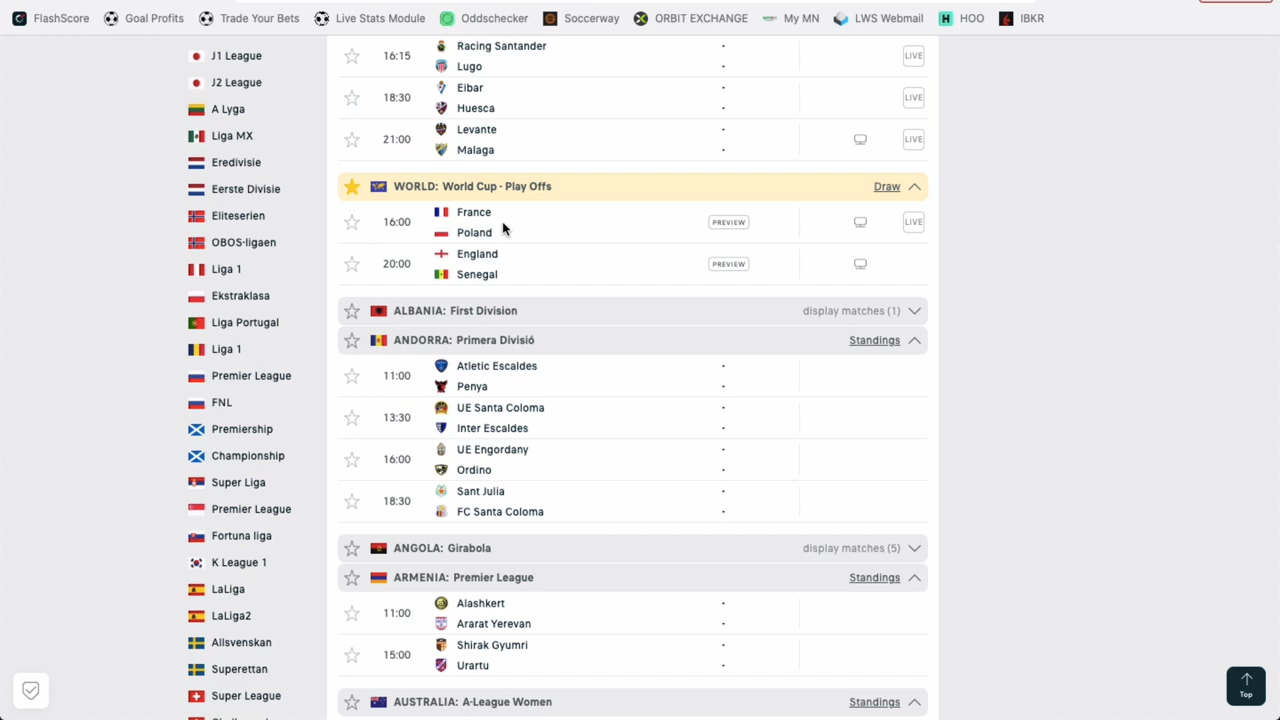 FlashScore Goal Profits Trade Your Bets Live Stats Module Oddschecker Soccerway ORBIT EXCHANGE My MN LWS Webmail H HOO IBKR
J1 League
J2 League
A Lyga
Liga MX
Eredivisie
Eerste Divisie
Eliteserien
OBOS-ligaen
Liga 1
Ekstraklasa
Liga Portugal
Liga 1
Premier League
FNL
Premiership
Championship
Super Liga
Premier League
Fortuna liga
K League 1
LaLiga
LaLiga2
Allsvenskan
Superettan
Super League
16:15 Racing Santander - LIVE
Lugo -
18:30 Eibar - LIVE
Huesca -
21:00 Levante - LIVE
Malaga -
WORLD: World Cup - Play Offs Draw
16:00 France PREVIEW LIVE
Poland
20:00 England PREVIEW
Senegal
ALBANIA: First Division display matches (1)
ANDORRA: Primera Divisió Standings
11:00 Atletic Escaldes -
Penya -
13:30 UE Santa Coloma -
Inter Escaldes -
16:00 UE Engordany -
Ordino -
18:30 Sant Julia -
FC Santa Coloma -
ANGOLA: Girabola display matches (5)
ARMENIA: Premier League Standings
11:00 Alashkert -
Ararat Yerevan -
15:00 Shirak Gyumri -
Urartu -
AUSTRALIA: A-League Women Standings
Top